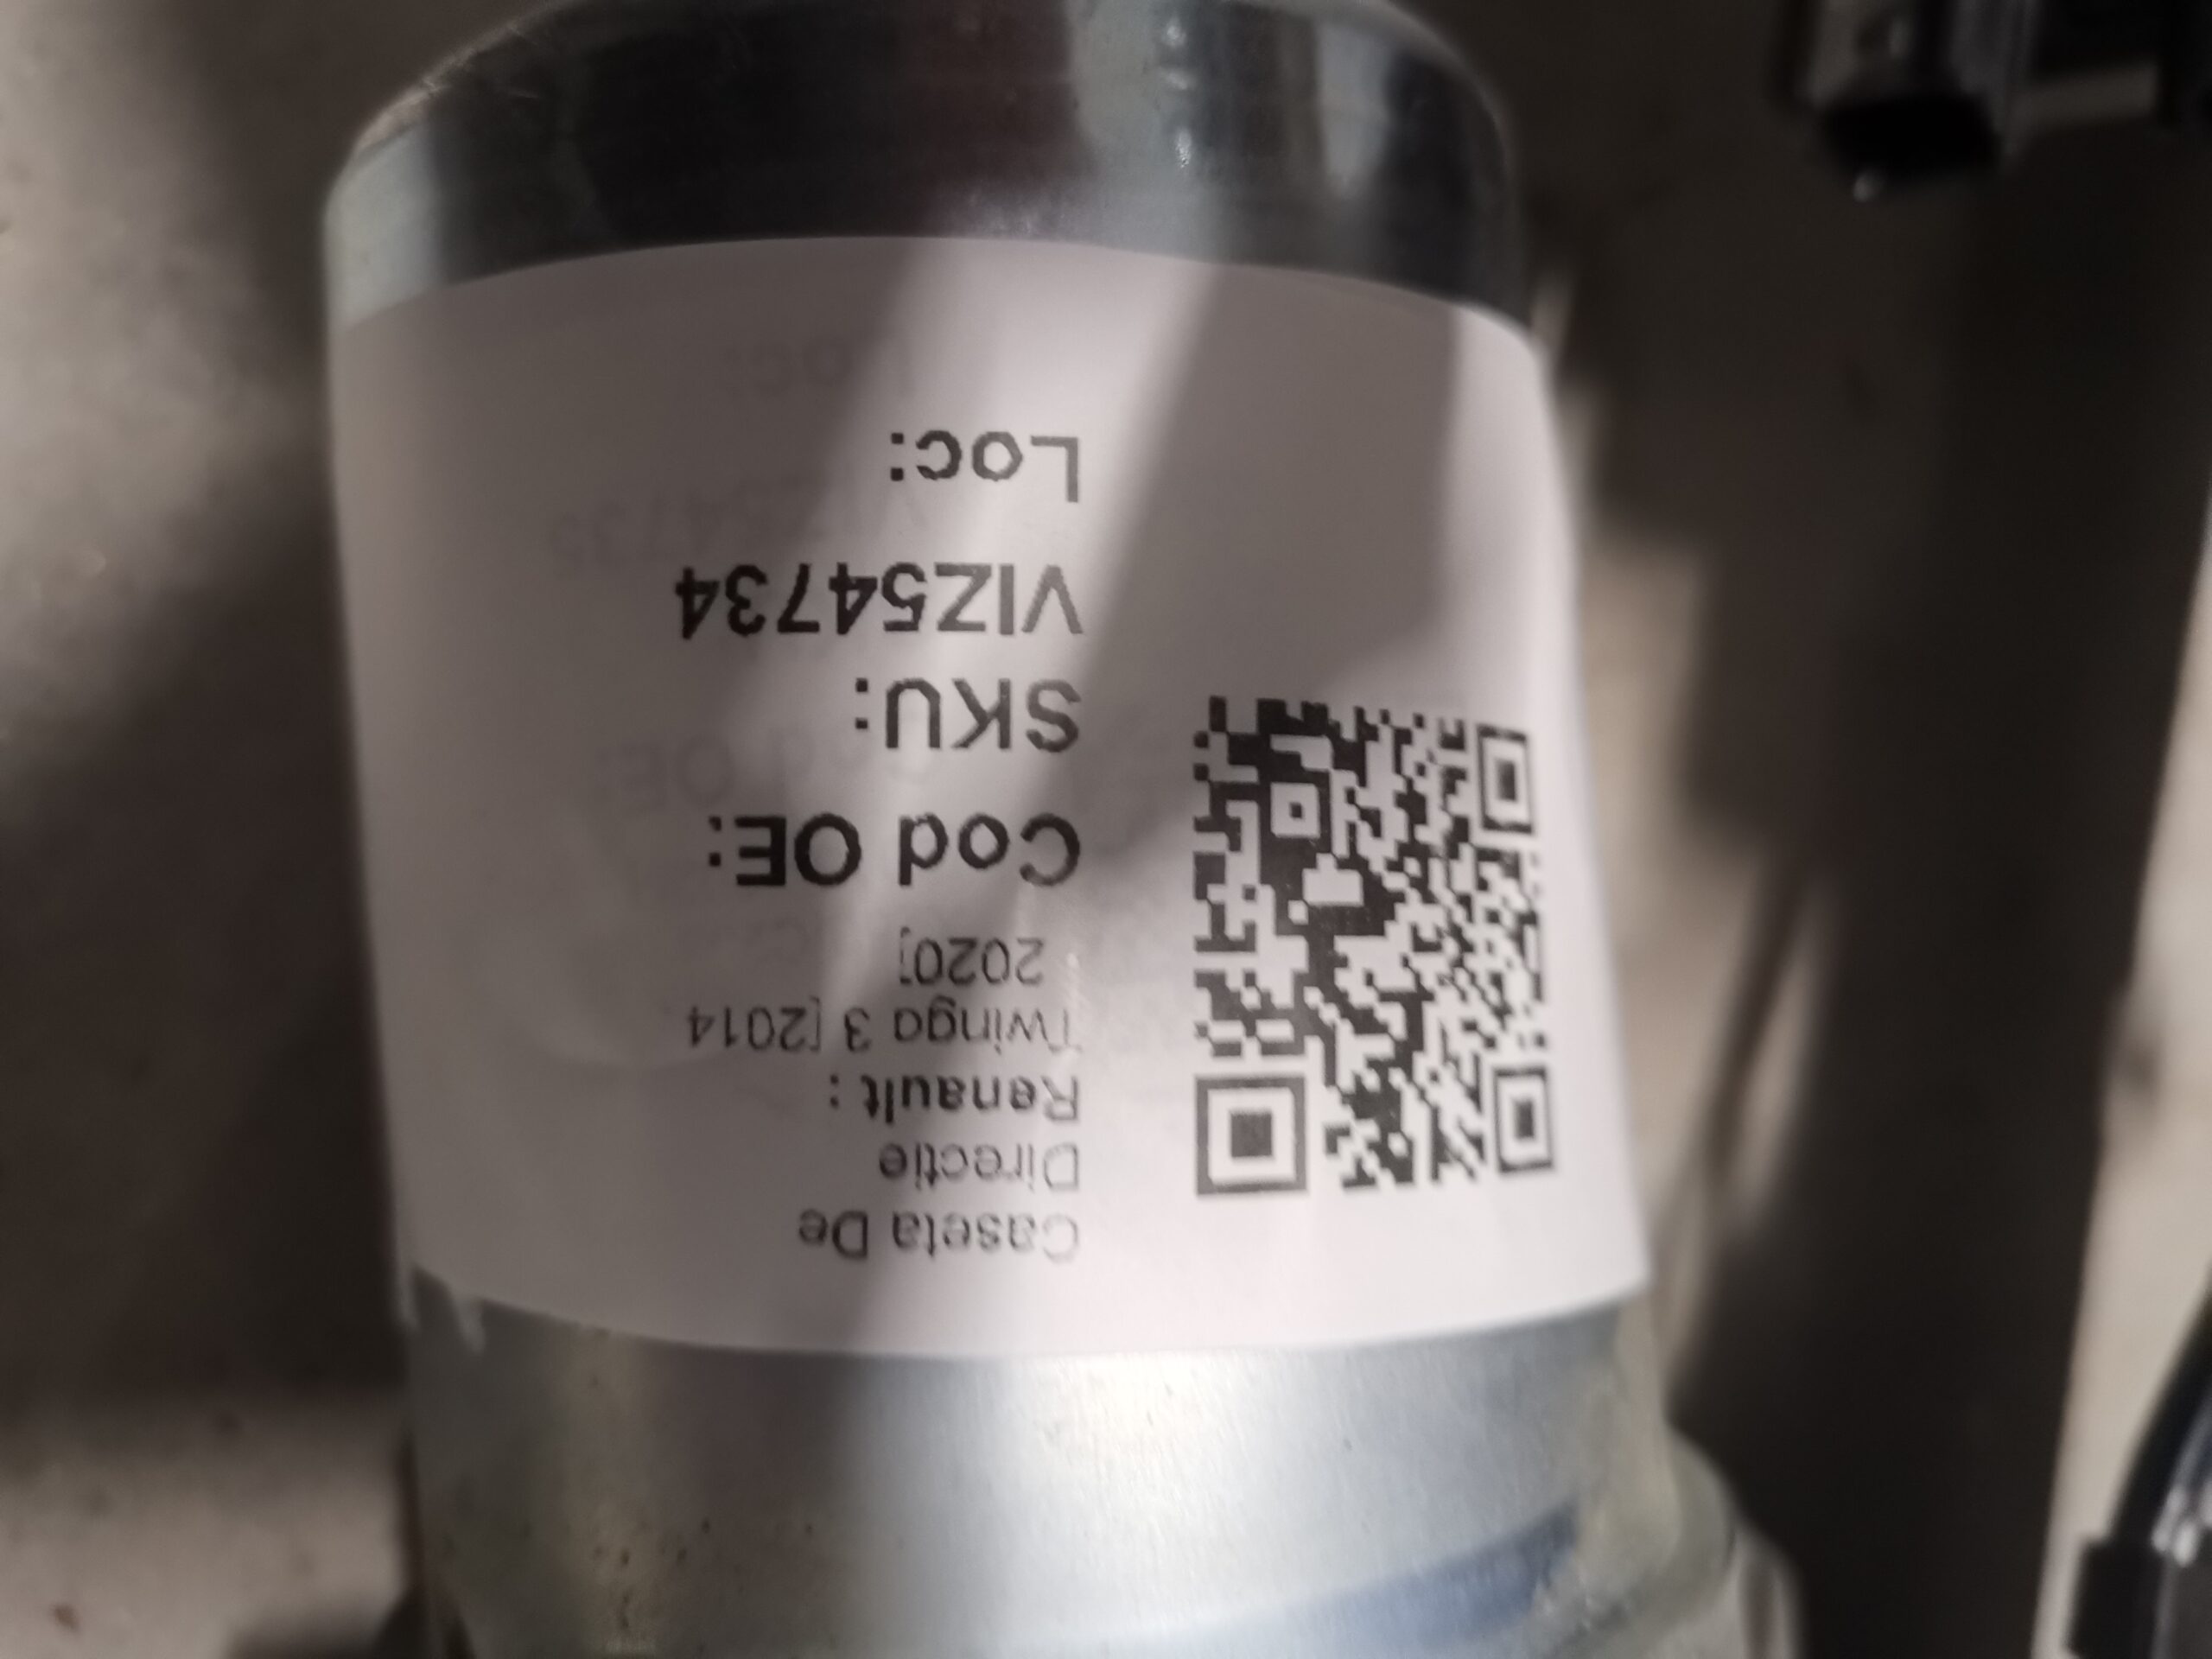 Caseta De
Directie
Renault :
Twingo 3 [2014
2020]
Cod OE:
SKU:
VIZ54734
Loc: